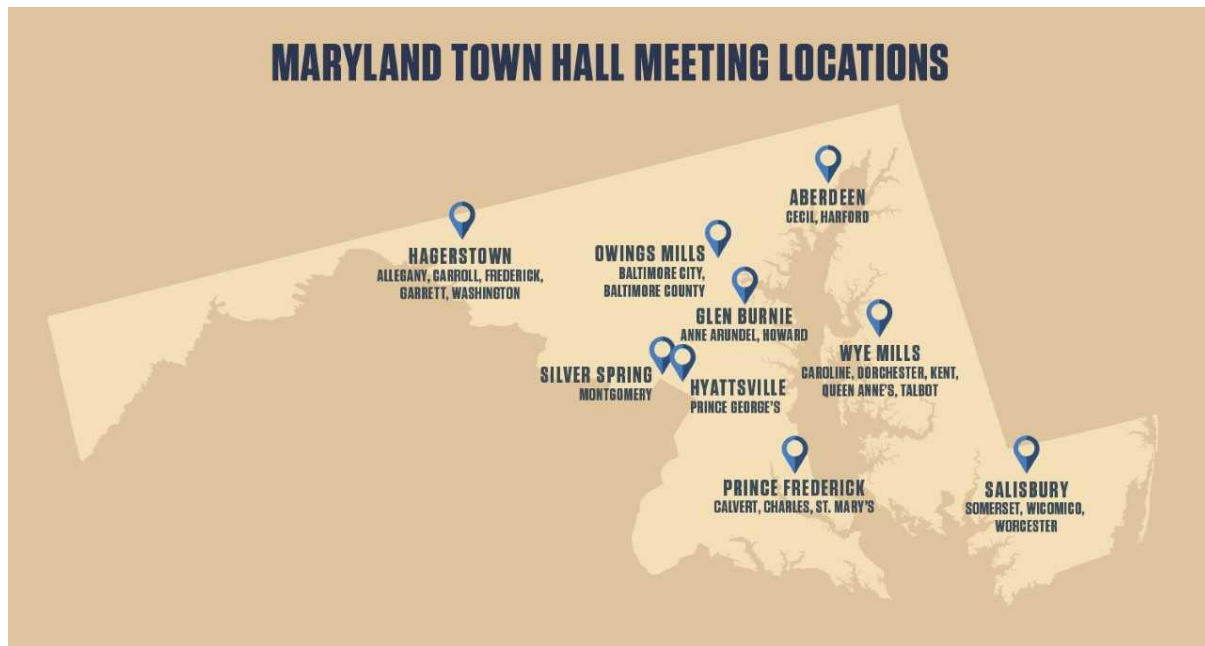 MARYLAND TOWN HALL MEETING LOCATIONS
ABERDEEN
CECIL, HARFORD
HAGERSTOWN
ALLEGANY, CARROLL, FREDERICK,
GARRETT, WASHINGTON
OWINGS MILLS
BALTIMORE CITY,
BALTIMORE COUNTY
GLEN BURNIE
ANNE ARUNDEL, HOWARD
WYE MILLS
CAROLINE, DORCHESTER, KENT,
QUEEN ANNE'S, TALBOT
SILVER SPRING
MONTGOMERY
HYATTSVILLE
PRINCE GEORGE'S
PRINCE FREDERICK
CALVERT, CHARLES, ST. MARY'S
SALISBURY
SOMERSET, WICOMICO,
WORCESTER